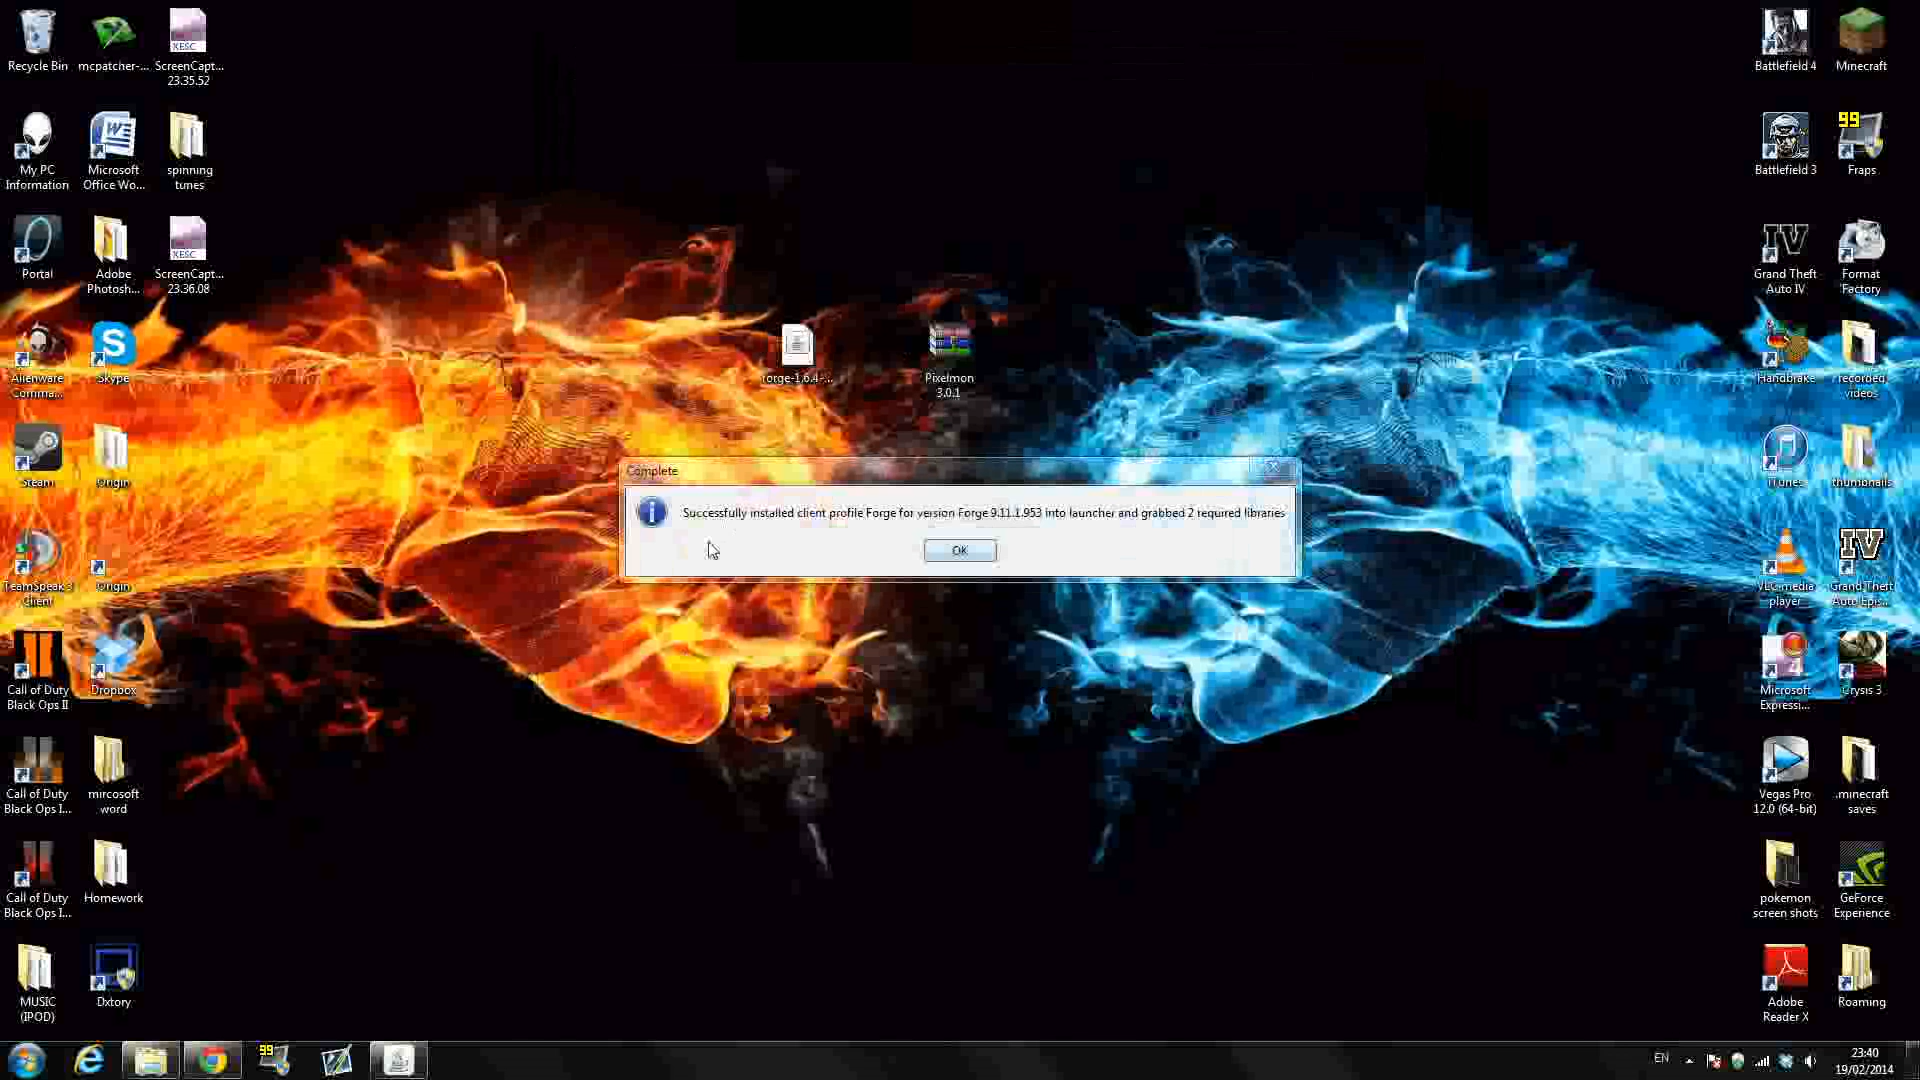 Recycle Bin
mcpatcher-...
XESC
ScreenCapt...
23.35.52
My PC
Information
Microsoft
Office Wo...
spinning
tunes
Portal
Adobe
Photosh...
XESC
ScreenCapt...
23.36.08
Alienware
Comma...
Skype
Steam
Origin
TeamSpeak 3
Client
Origin
Call of Duty
Black Ops II
Dropbox
Call of Duty
Black Ops I...
mircosoft
word
Call of Duty
Black Ops I...
Homework
MUSIC
(IPOD)
Dxtory
forge-1.6.4-...
Pixelmon
3.0.1
Complete
Successfully installed client profile Forge for version Forge 9.11.1.953 into launcher and grabbed 2 required libraries
OK
Battlefield 4
Minecraft
Battlefield 3
99
Fraps
IV
Grand Theft
Auto IV
Format
Factory
Handbrake
recorded
videos
iTunes
thumbnails
VLC media
player
IV
Grand Theft
Auto Epis...
4
Microsoft
Expressi...
Crysis 3
Vegas Pro
12.0 (64-bit)
.minecraft
saves
pokemon
screen shots
GeForce
Experience
Adobe
Reader X
Roaming
99
EN
23:40
19/02/2014